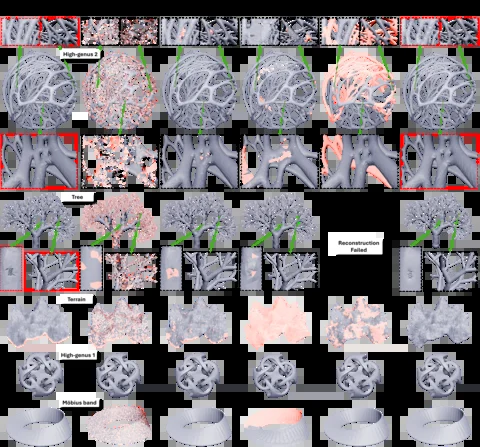 High-genus 2
Tree
Reconstruction
Failed
Terrain
High-genus 1
Möbius band